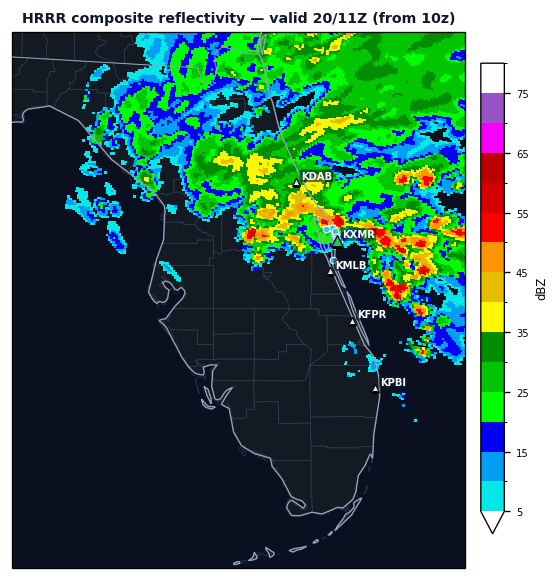 HRRR composite reflectivity — valid 20/11Z (from 10z)
KDAB
KXMR
KMLB
KFPR
KPBI
75
65
55
45
35
25
15
5
dBZ